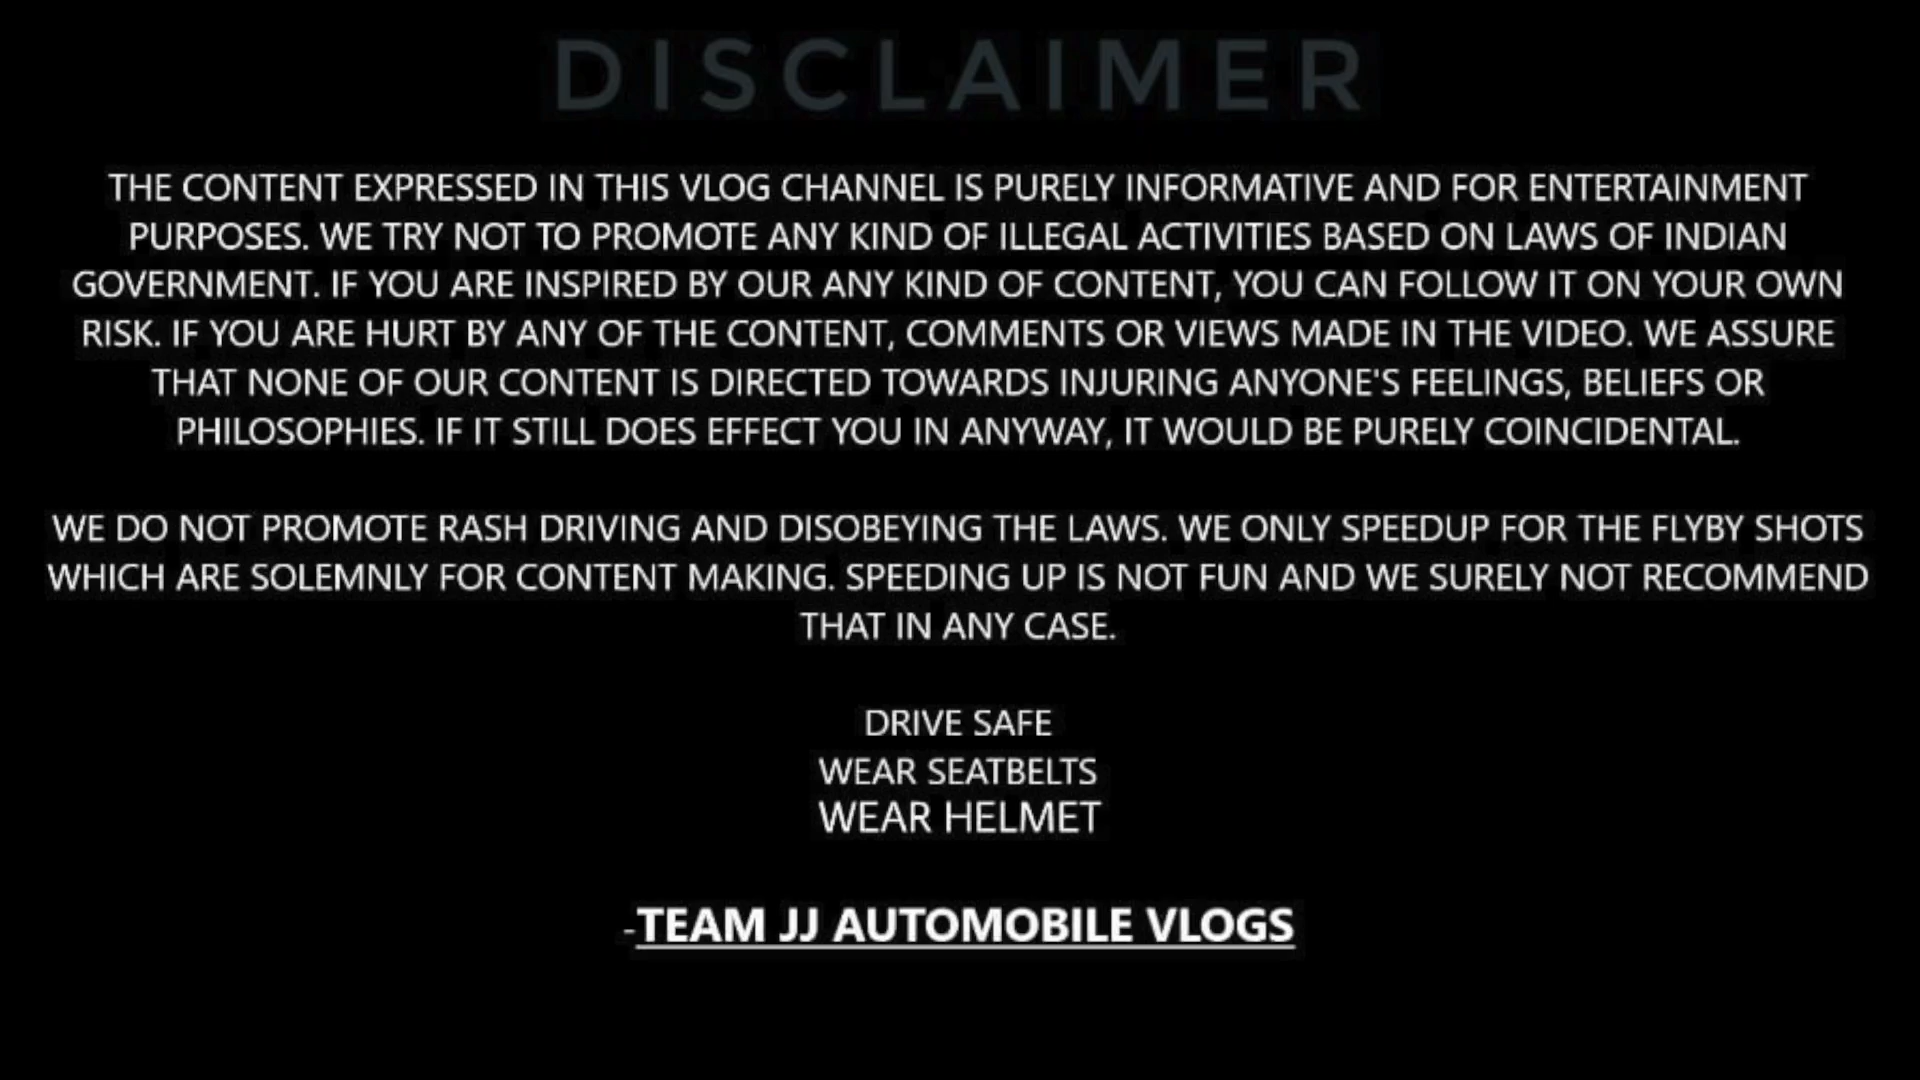 DISCLAIMER
THE CONTENT EXPRESSED IN THIS VLOG CHANNEL IS PURELY INFORMATIVE AND FOR ENTERTAINMENT
PURPOSES. WE TRY NOT TO PROMOTE ANY KIND OF ILLEGAL ACTIVITIES BASED ON LAWS OF INDIAN
GOVERNMENT. IF YOU ARE INSPIRED BY OUR ANY KIND OF CONTENT, YOU CAN FOLLOW IT ON YOUR OWN
RISK. IF YOU ARE HURT BY ANY OF THE CONTENT, COMMENTS OR VIEWS MADE IN THE VIDEO. WE ASSURE
THAT NONE OF OUR CONTENT IS DIRECTED TOWARDS INJURING ANYONE'S FEELINGS, BELIEFS OR
PHILOSOPHIES. IF IT STILL DOES EFFECT YOU IN ANYWAY, IT WOULD BE PURELY COINCIDENTAL.
WE DO NOT PROMOTE RASH DRIVING AND DISOBEYING THE LAWS. WE ONLY SPEEDUP FOR THE FLYBY SHOTS
WHICH ARE SOLEMNLY FOR CONTENT MAKING. SPEEDING UP IS NOT FUN AND WE SURELY NOT RECOMMEND
THAT IN ANY CASE.
DRIVE SAFE
WEAR SEATBELTS
WEAR HELMET
-TEAM JJ AUTOMOBILE VLOGS